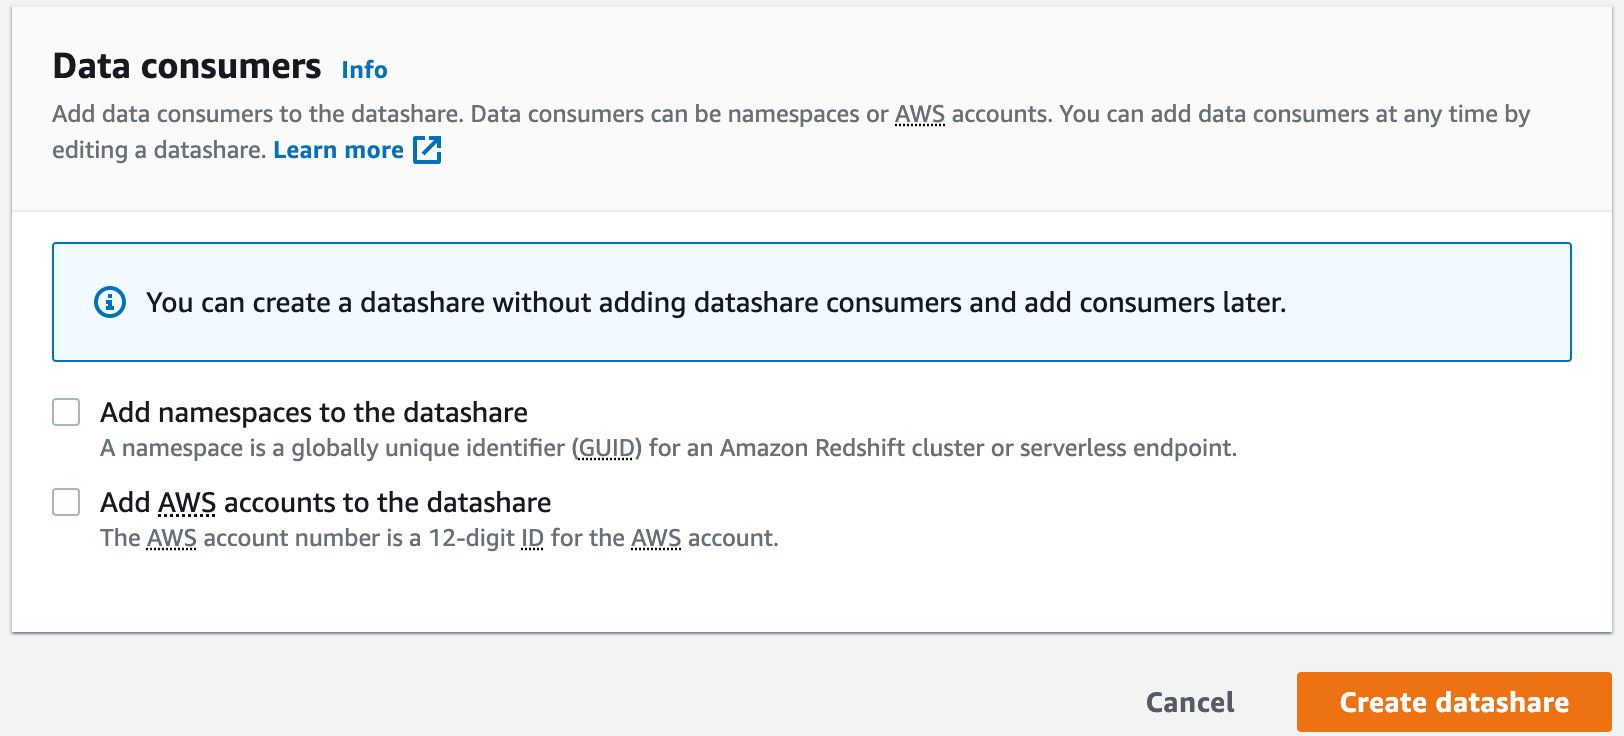 Data consumers Info
Add data consumers to the datashare. Data consumers can be namespaces or AWS accounts. You can add data consumers at any time by
editing a datashare. Learn more
You can create a datashare without adding datashare consumers and add consumers later.
Add namespaces to the datashare
A namespace is a globally unique identifier (GUID) for an Amazon Redshift cluster or serverless endpoint.
Add AWS accounts to the datashare
The AWS account number is a 12-digit ID for the AWS account.
Cancel Create datashare